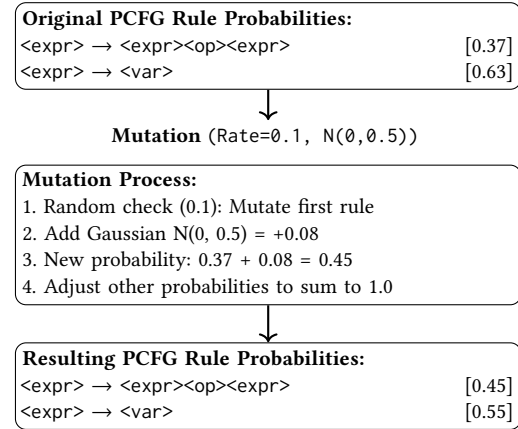 Original PCFG Rule Probabilities:
<expr> → <expr><op><expr> [0.37]
<expr> → <var> [0.63]
Mutation (Rate=0.1, N(0,0.5))
Mutation Process:
1. Random check (0.1): Mutate first rule
2. Add Gaussian N(0, 0.5) = +0.08
3. New probability: 0.37 + 0.08 = 0.45
4. Adjust other probabilities to sum to 1.0
Resulting PCFG Rule Probabilities:
<expr> → <expr><op><expr> [0.45]
<expr> → <var> [0.55]